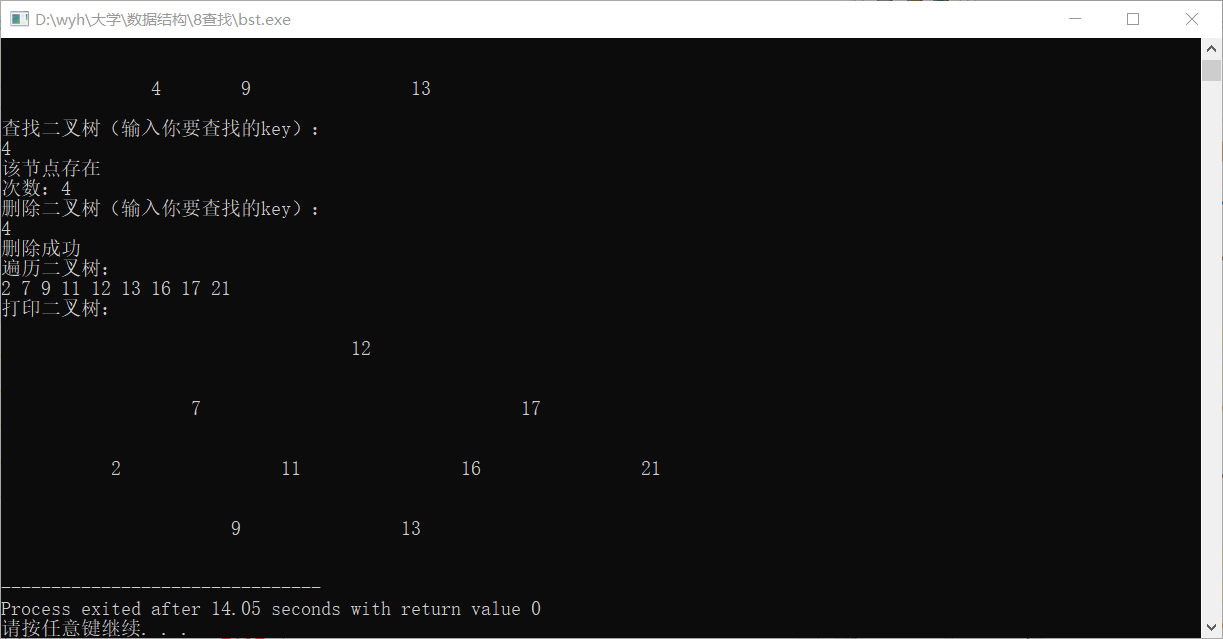 D:\wyh\大学\数据结构\8查找\bst.exe
4 9 13
查找二叉树（输入你要查找的key）：
4
该节点存在
次数：4
删除二叉树（输入你要查找的key）：
4
删除成功
遍历二叉树：
2 7 9 11 12 13 16 17 21
打印二叉树：
12
7 17
2 11 16 21
9 13
--------------------------------
Process exited after 14.05 seconds with return value 0
请按任意键继续. . .